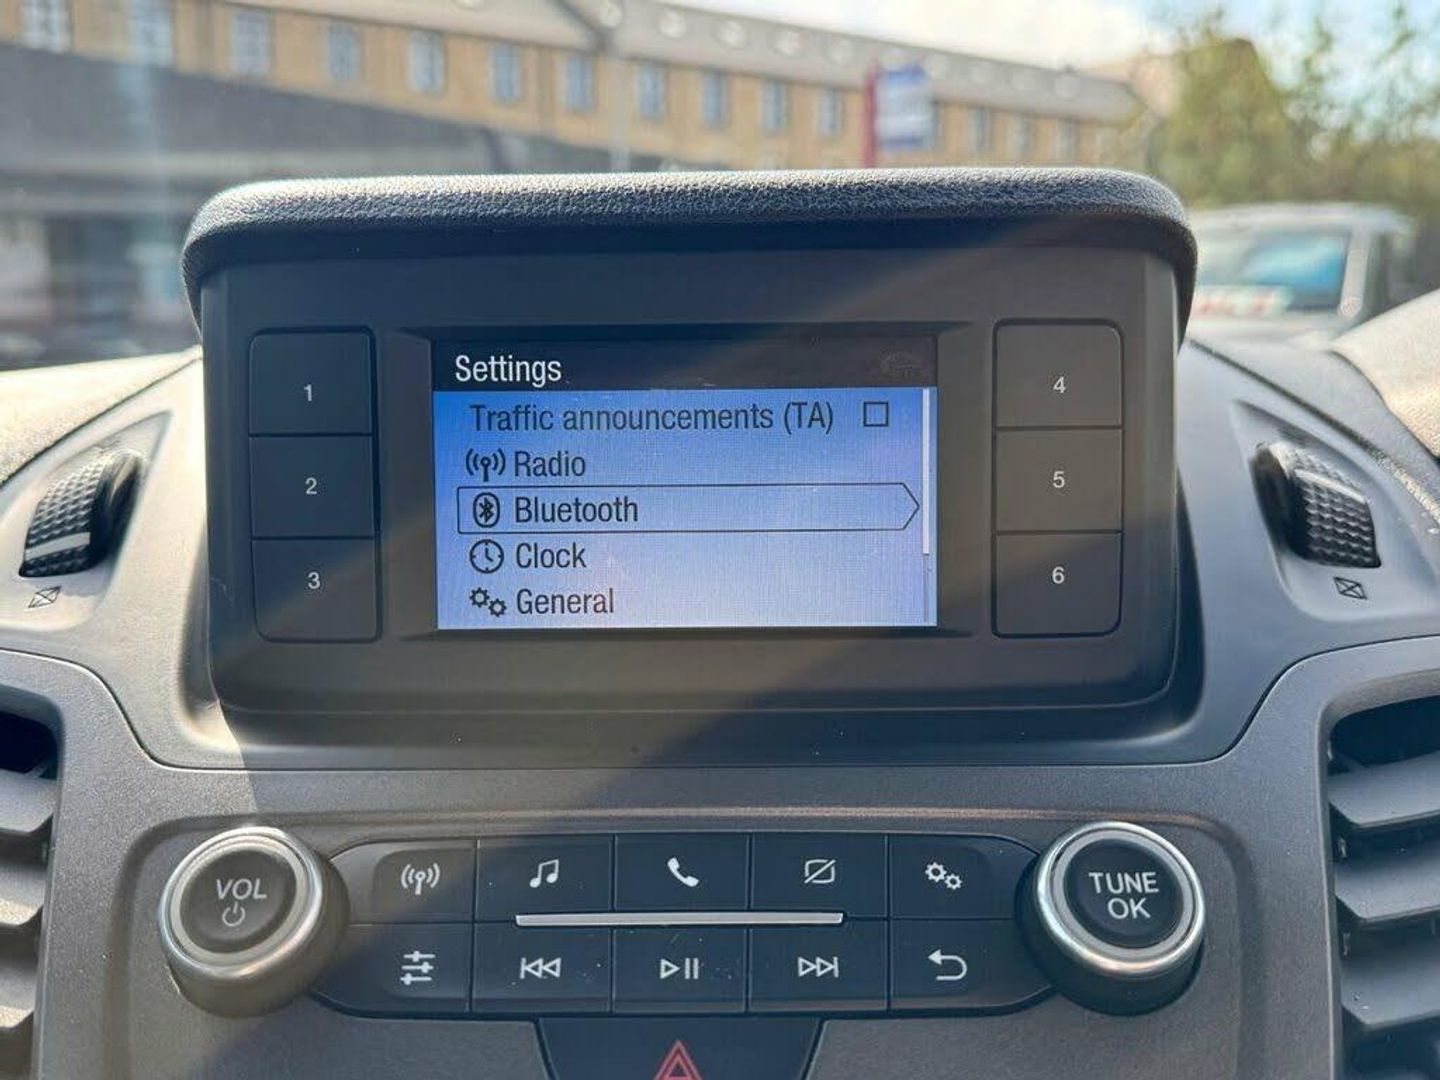 Settings
Traffic announcements (TA)
Radio
Bluetooth
Clock
General
1
2
3
4
5
6
VOL
TUNE
OK